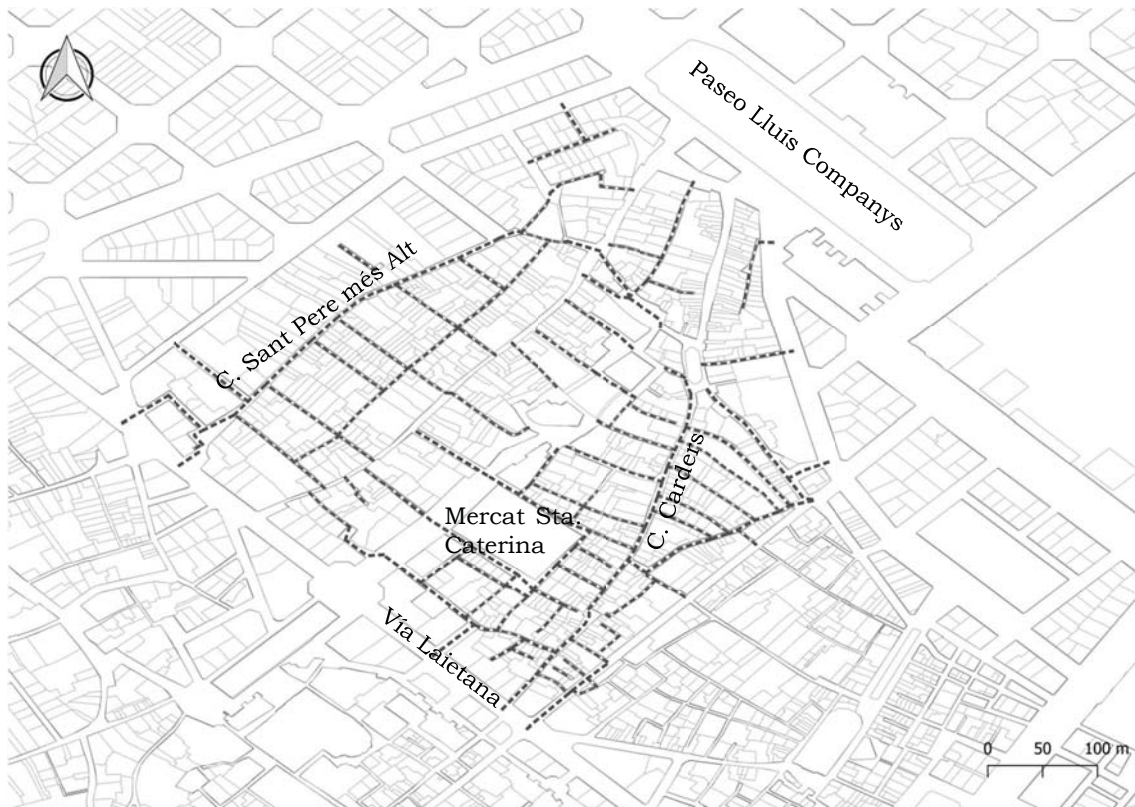 Paseo Lluís Companys
C. Sant Pere més Alt
C. Carders
Mercat Sta.
Caterina
Vía Laietana
0 50 100 m